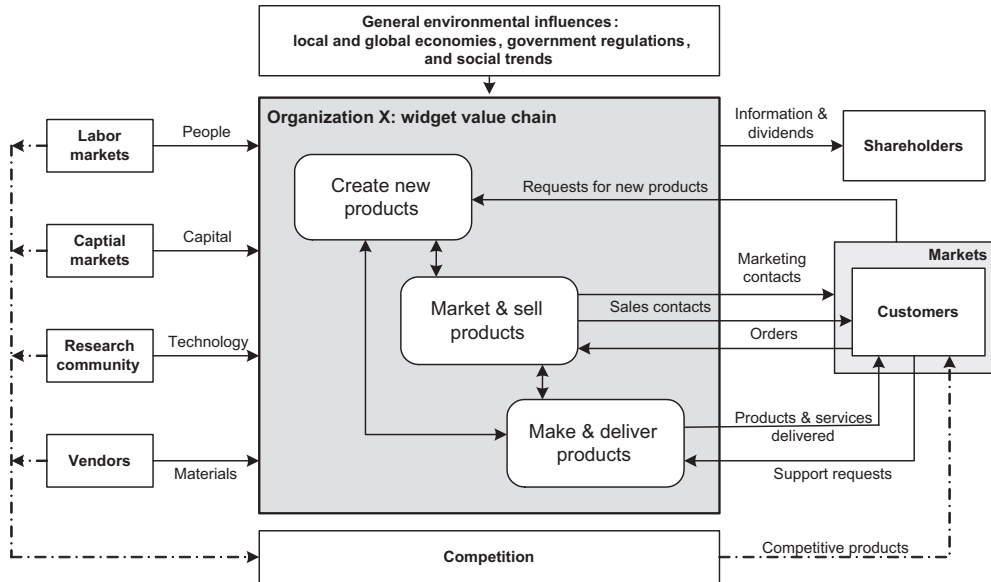 General environmental influences:
local and global economies, government regulations,
and social trends
Organization X: widget value chain
Labor
markets
People
Captial
markets
Capital
Research
community
Technology
Vendors
Materials
Create new
products
Market & sell
products
Make & deliver
products
Information &
dividends
Shareholders
Requests for new products
Marketing
contacts
Markets
Sales contacts
Customers
Orders
Products & services
delivered
Support requests
Competition
Competitive products